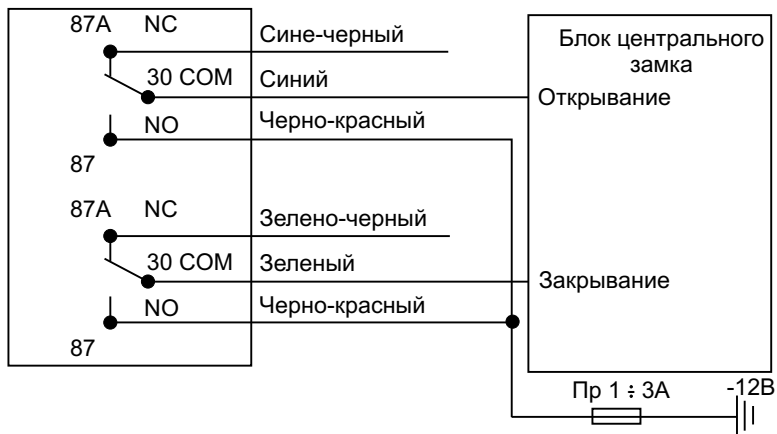 87A NC
Сине-черный
30 COM
Синий
NO
Черно-красный
87
87A NC
Зелено-черный
30 COM
Зеленый
NO
Черно-красный
87
Блок центрального
замка
Открывание
Закрывание
Пр 1 ÷ 3А
-12В